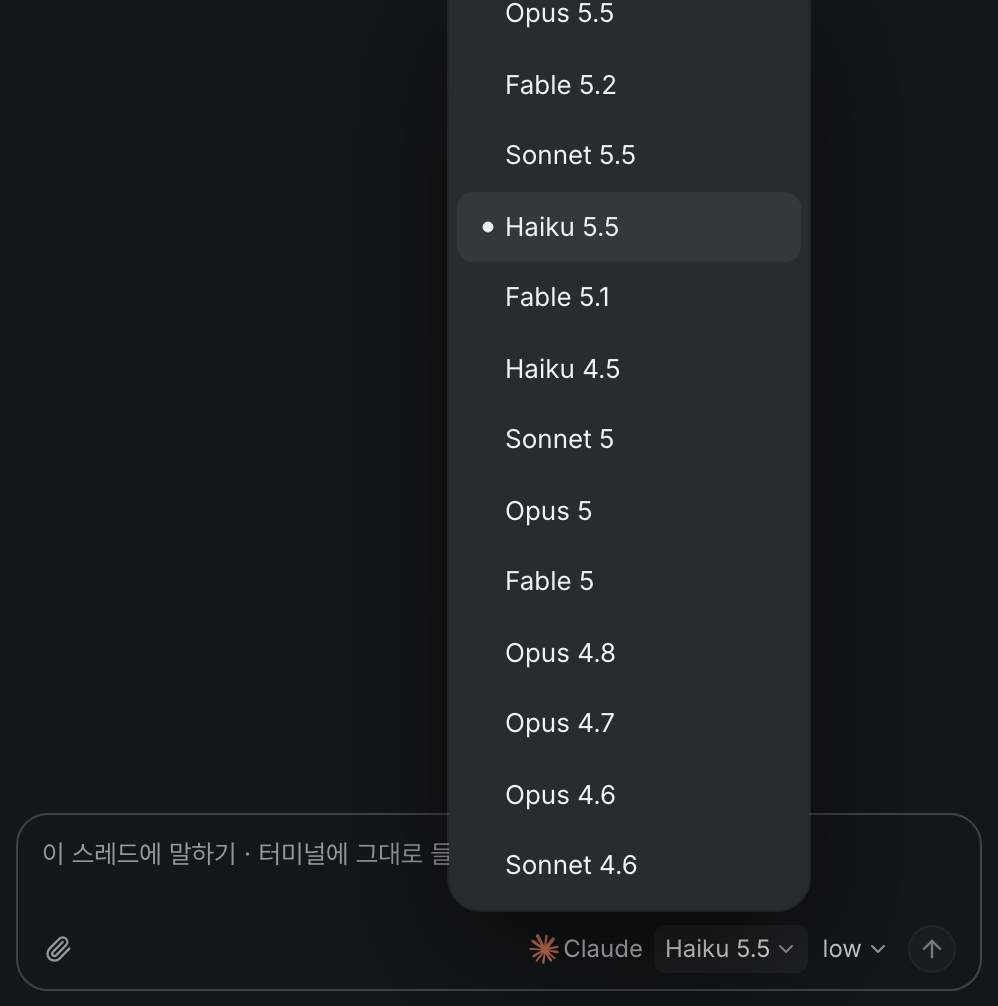 Opus 5.5
Fable 5.2
Sonnet 5.5
Haiku 5.5
Fable 5.1
Haiku 4.5
Sonnet 5
Opus 5
Fable 5
Opus 4.8
Opus 4.7
Opus 4.6
Sonnet 4.6
이 스레드에 말하기 · 터미널에 그대로
Claude Haiku 5.5 low